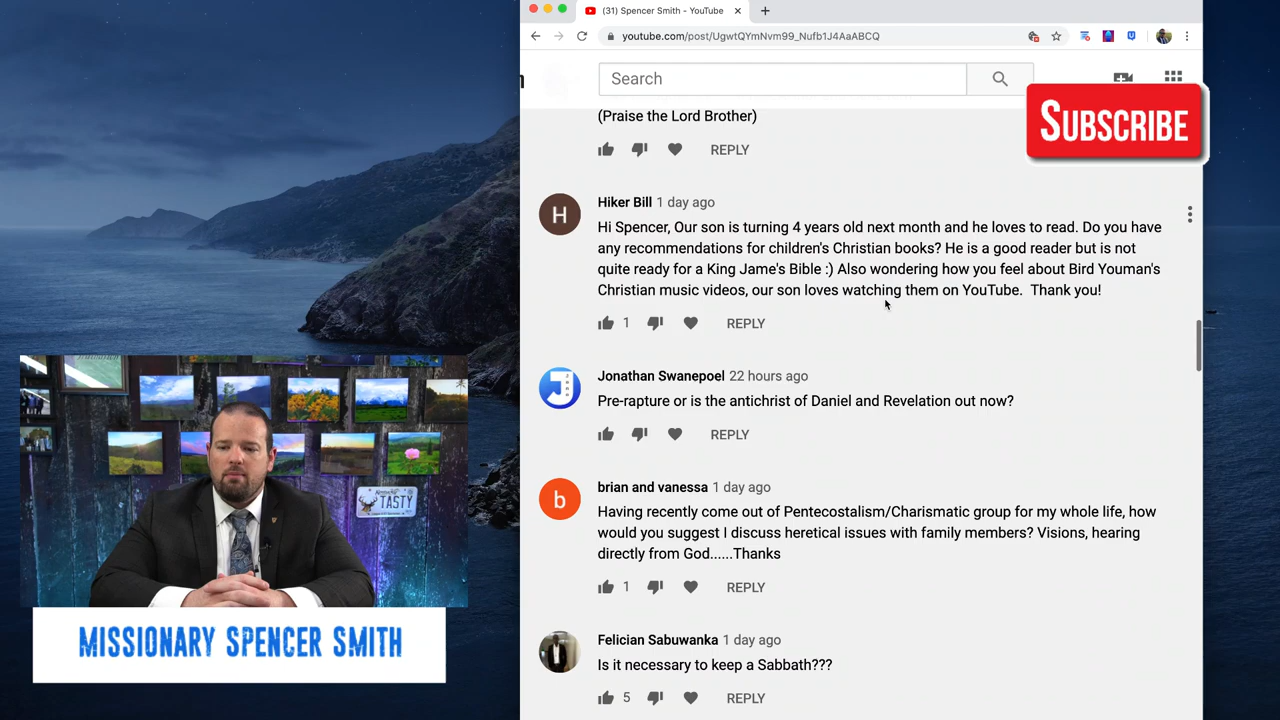 (31) Spencer Smith - YouTube
youtube.com/post/UgwtQYmNvm99_Nufb1J4AaABCQ
Search
SUBSCRIBE
(Praise the Lord Brother)
REPLY
H
Hiker Bill 1 day ago
Hi Spencer, Our son is turning 4 years old next month and he loves to read. Do you have
any recommendations for children's Christian books? He is a good reader but is not
quite ready for a King Jame's Bible :) Also wondering how you feel about Bird Youman's
Christian music videos, our son loves watching them on YouTube. Thank you!
1 REPLY
Jonathan Swanepoel 22 hours ago
Pre-rapture or is the antichrist of Daniel and Revelation out now?
REPLY
b
brian and vanessa 1 day ago
Having recently come out of Pentecostalism/Charismatic group for my whole life, how
would you suggest I discuss heretical issues with family members? Visions, hearing
directly from God......Thanks
1 REPLY
Felician Sabuwanka 1 day ago
Is it necessary to keep a Sabbath???
5 REPLY
TASTY
MISSIONARY SPENCER SMITH